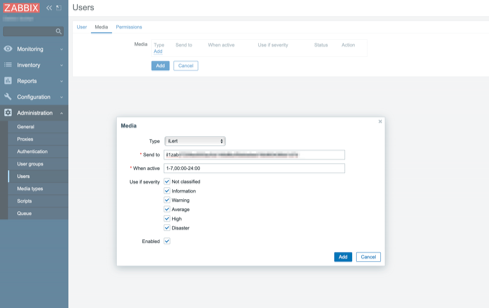 ZABBIX
Users
User Media Permissions
Media Type Send to When active Use if severity Status Action
Add
Add Cancel
Monitoring
Inventory
Reports
Configuration
Administration
General
Proxies
Authentication
User groups
Users
Media types
Scripts
Queue
Media
Type iLert
* Send to
* When active 1-7,00:00-24:00
Use if severity Not classified
Information
Warning
Average
High
Disaster
Enabled
Add Cancel